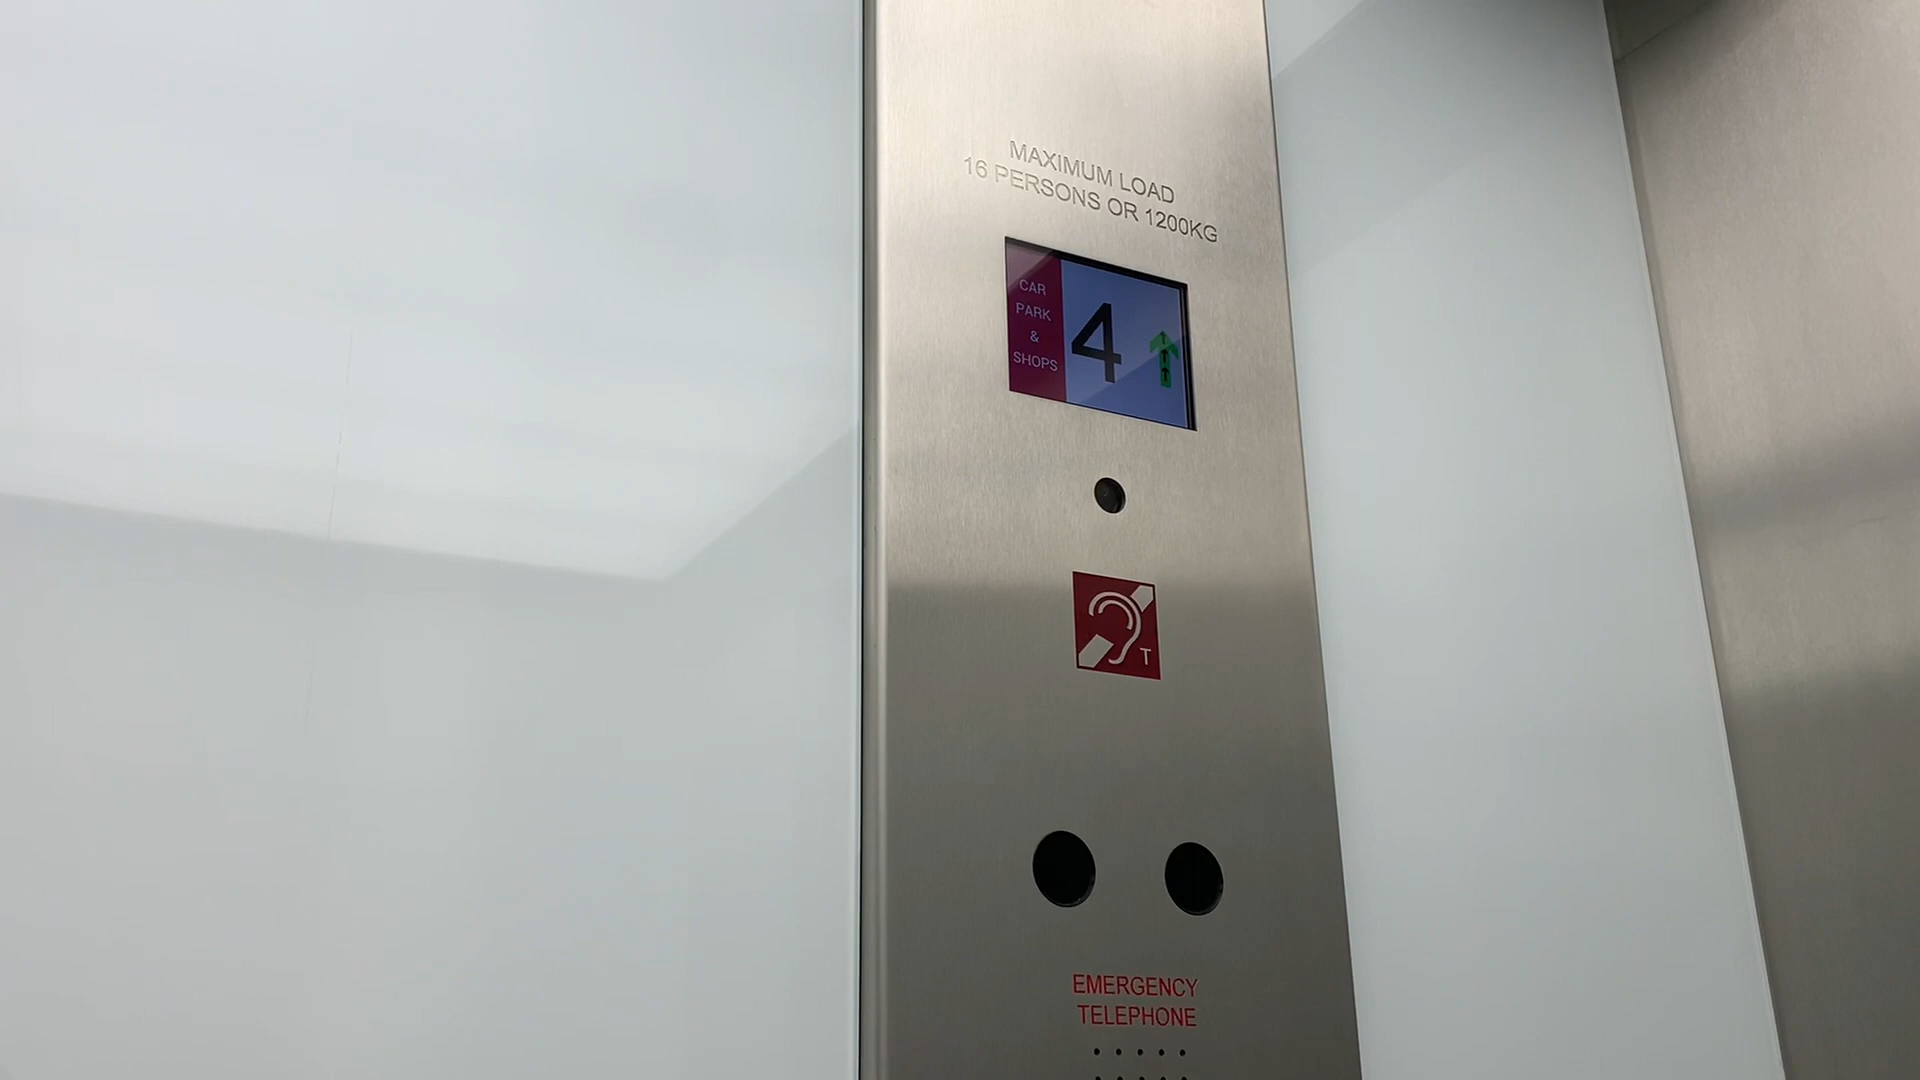 MAXIMUM LOAD
16 PERSONS OR 1200KG
CAR
PARK
&
SHOPS
4
T
EMERGENCY
TELEPHONE